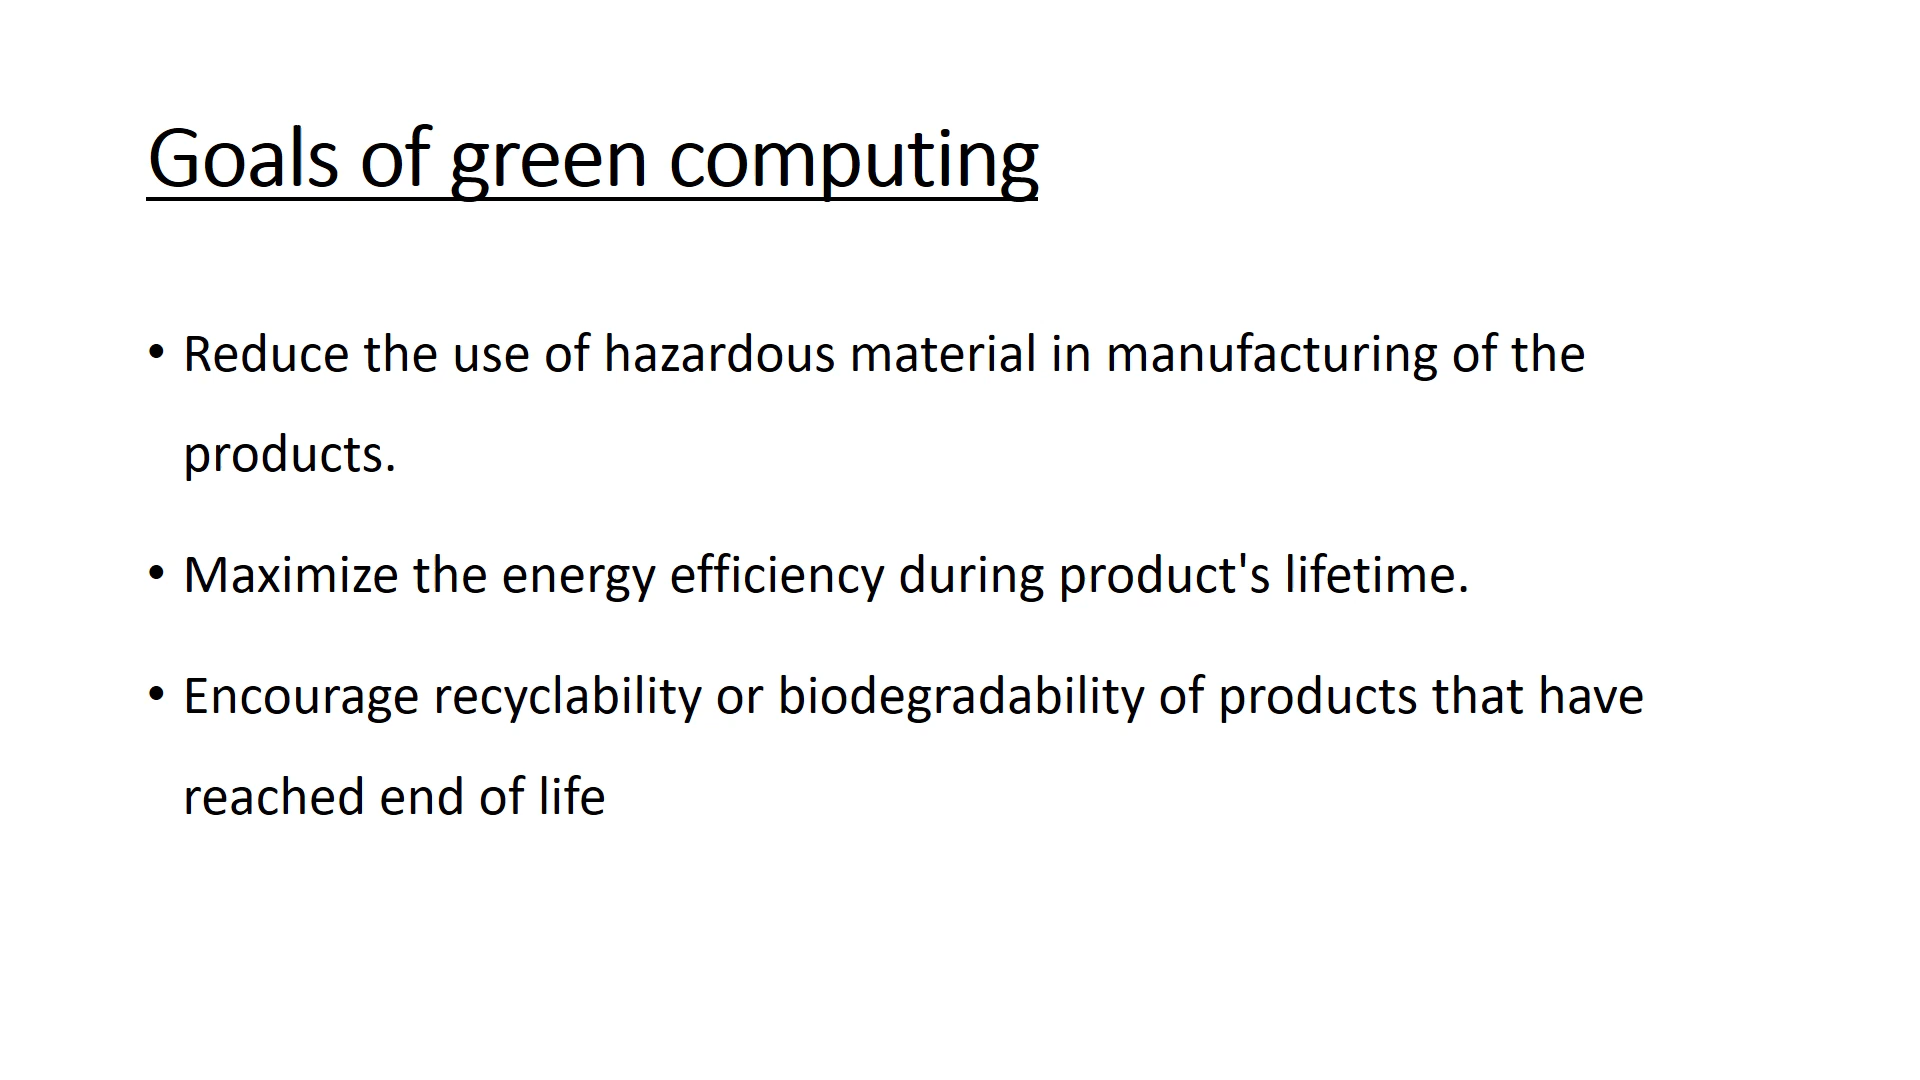 Goals of green computing
• Reduce the use of hazardous material in manufacturing of the
products.
• Maximize the energy efficiency during product's lifetime.
• Encourage recyclability or biodegradability of products that have
reached end of life